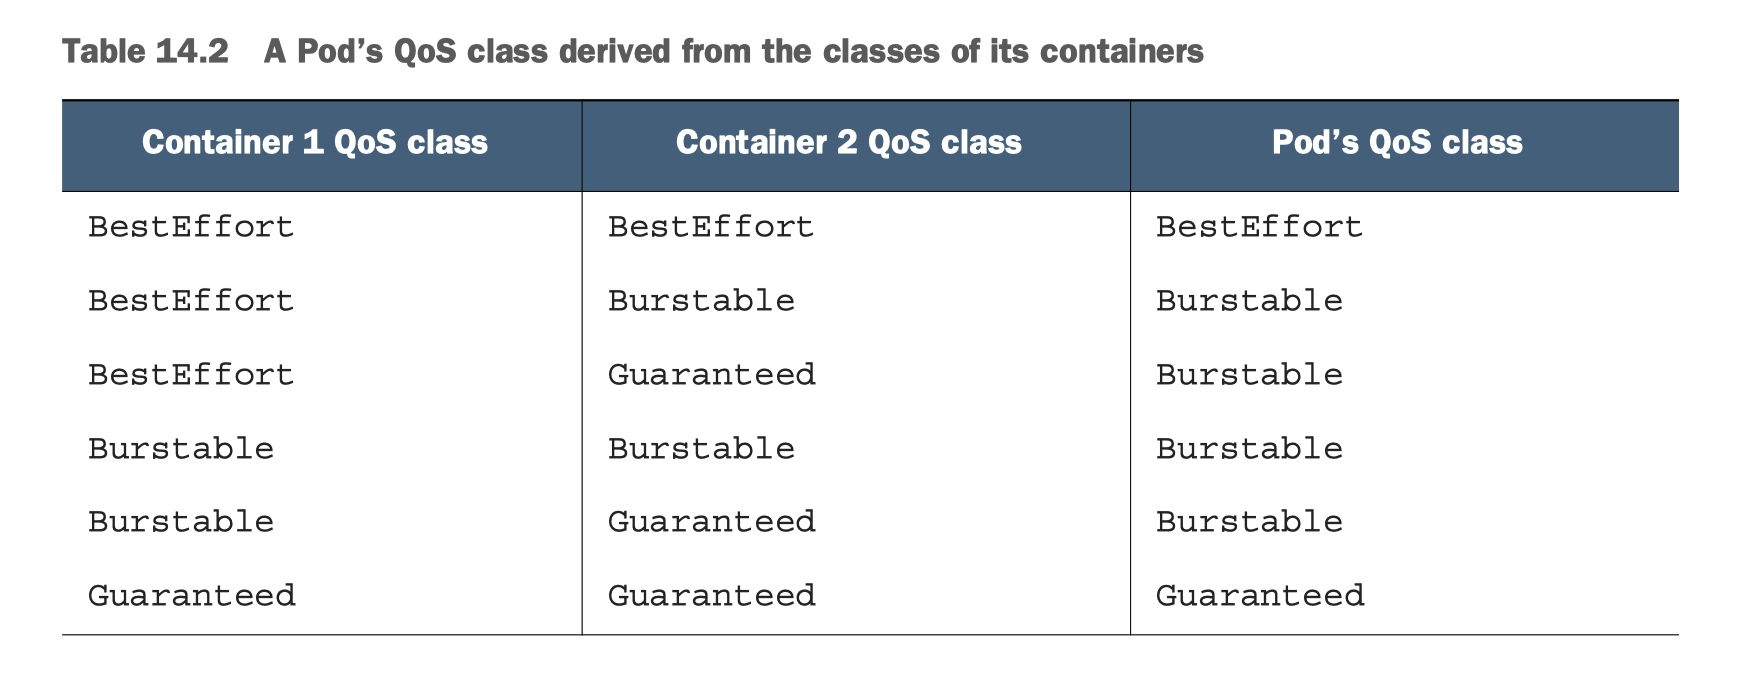 Table 14.2 A Pod’s QoS class derived from the classes of its containers
Container 1 QoS class Container 2 QoS class Pod’s QoS class
BestEffort BestEffort BestEffort
BestEffort Burstable Burstable
BestEffort Guaranteed Burstable
Burstable Burstable Burstable
Burstable Guaranteed Burstable
Guaranteed Guaranteed Guaranteed